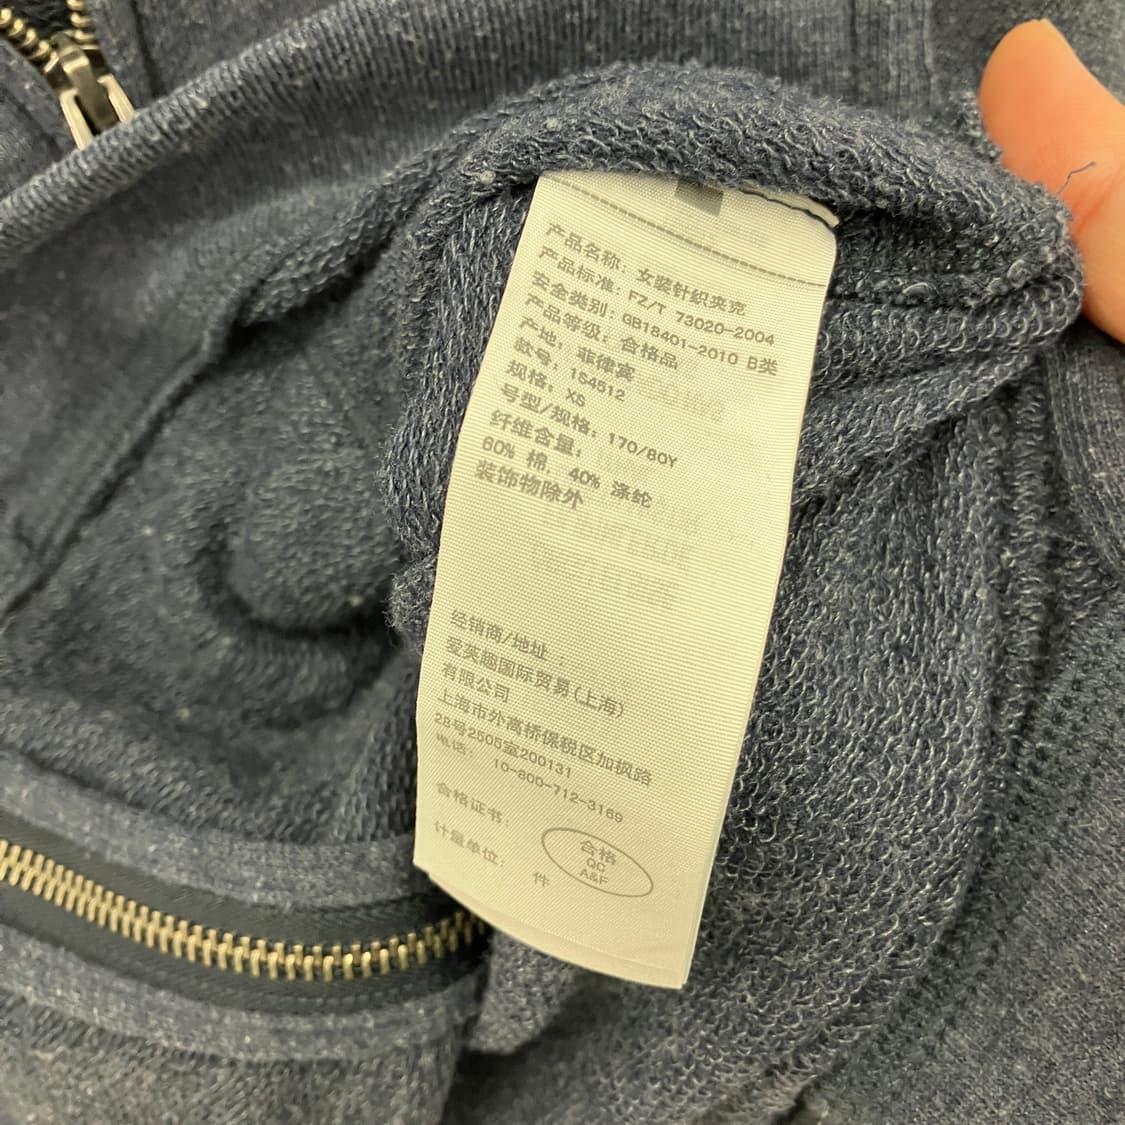 产品名称: 女装针织夹克
产品标准: FZ/T 73020-2004
安全类别: GB18401-2010 B类
产品等级: 合格品
产地: 菲律宾
款号: 1S4512
规格: XS
号型/规格: 170/80Y
纤维含量:
60% 棉, 40% 涤纶
装饰物除外
经销商/地址 :
爱芙趣国际贸易(上海)
有限公司
上海市外高桥保税区加枫路
28号2505室200131
电话: 10-800-712-3169
合格证书: 合格
QC
A&F
计量单位: 件